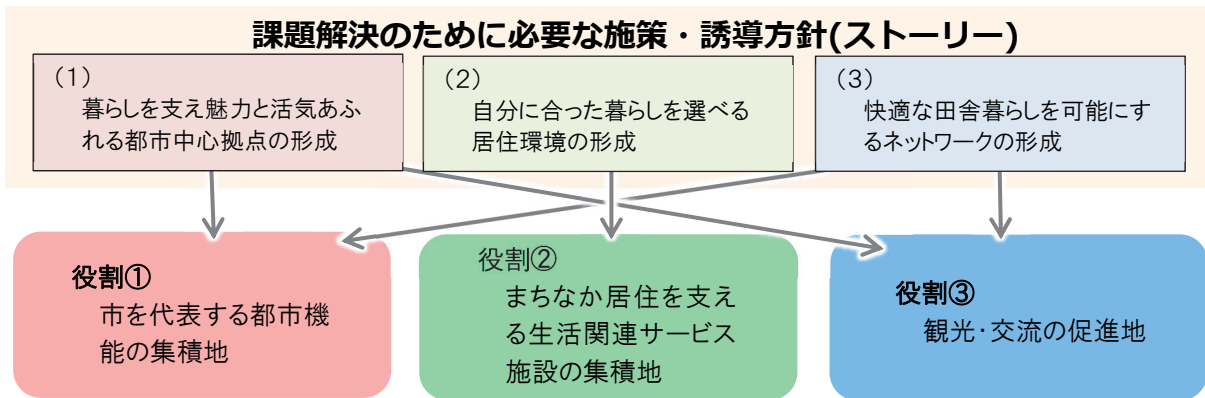 課題解決のために必要な施策・誘導方針(ストーリー)
（1）
暮らしを支え魅力と活気あふ
れる都市中心拠点の形成
（2）
自分に合った暮らしを選べる
居住環境の形成
（3）
快適な田舎暮らしを可能にす
るネットワークの形成
役割①
市を代表する都市機
能の集積地
役割②
まちなか居住を支え
る生活関連サービス
施設の集積地
役割③
観光・交流の促進地